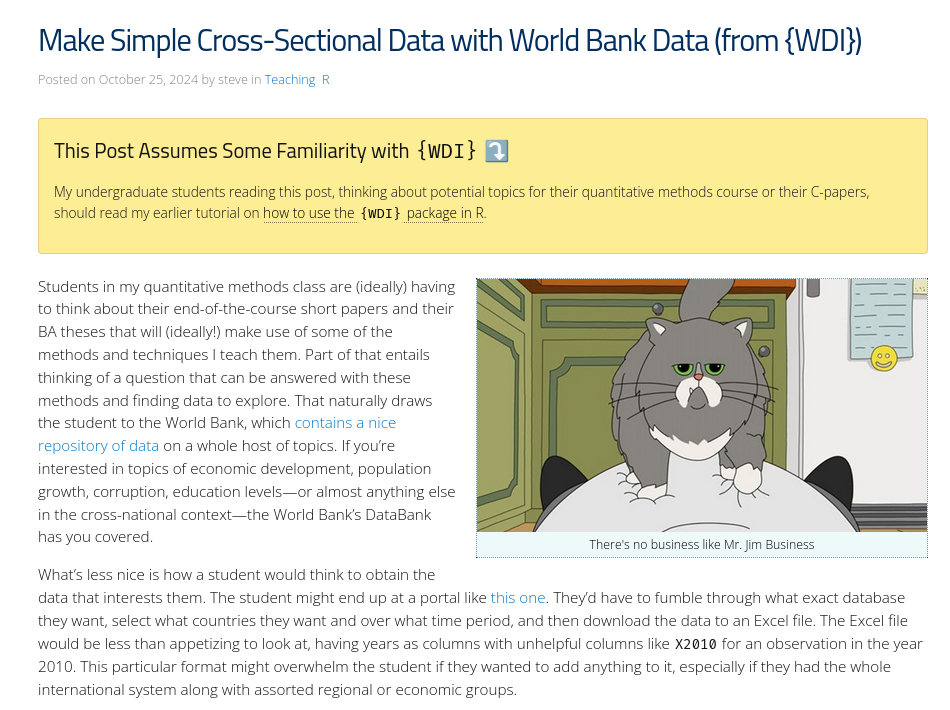 Make Simple Cross-Sectional Data with World Bank Data (from {WDI})
Posted on October 25, 2024 by steve in Teaching R
This Post Assumes Some Familiarity with {WDI} ⤵️
My undergraduate students reading this post, thinking about potential topics for their quantitative methods course or their C-papers,
should read my earlier tutorial on how to use the {WDI} package in R.
Students in my quantitative methods class are (ideally) having
to think about their end-of-the-course short papers and their
BA theses that will (ideally!) make use of some of the
methods and techniques I teach them. Part of that entails
thinking of a question that can be answered with these
methods and finding data to explore. That naturally draws
the student to the World Bank, which contains a nice
repository of data on a whole host of topics. If you're
interested in topics of economic development, population
growth, corruption, education levels—or almost anything else
in the cross-national context—the World Bank's DataBank
has you covered.
There's no business like Mr. Jim Business
What's less nice is how a student would think to obtain the
data that interests them. The student might end up at a portal like this one. They'd have to fumble through what exact database
they want, select what countries they want and over what time period, and then download the data to an Excel file. The Excel file
would be less than appetizing to look at, having years as columns with unhelpful columns like X2010 for an observation in the year
2010. This particular format might overwhelm the student if they wanted to add anything to it, especially if they had the whole
international system along with assorted regional or economic groups.